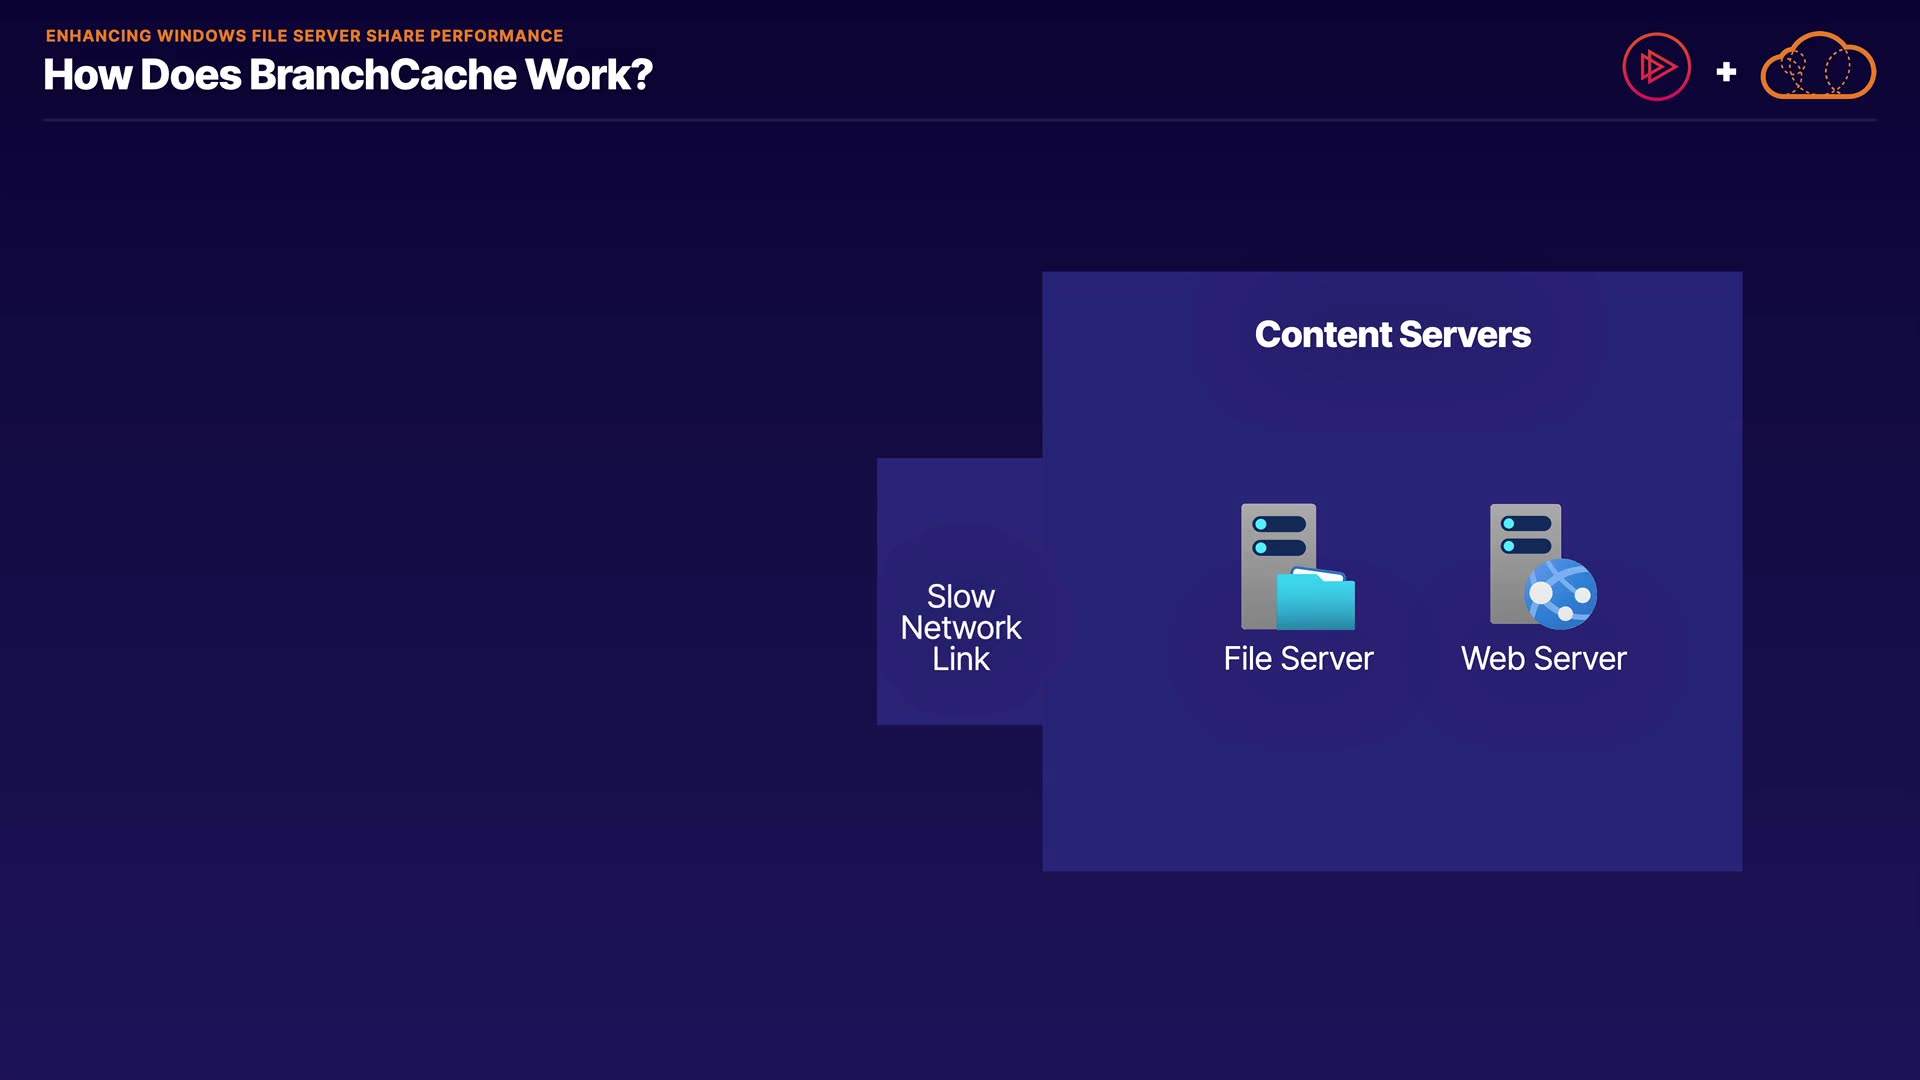 ENHANCING WINDOWS FILE SERVER SHARE PERFORMANCE
How Does BranchCache Work?
Content Servers
Slow
Network
Link
File Server
Web Server